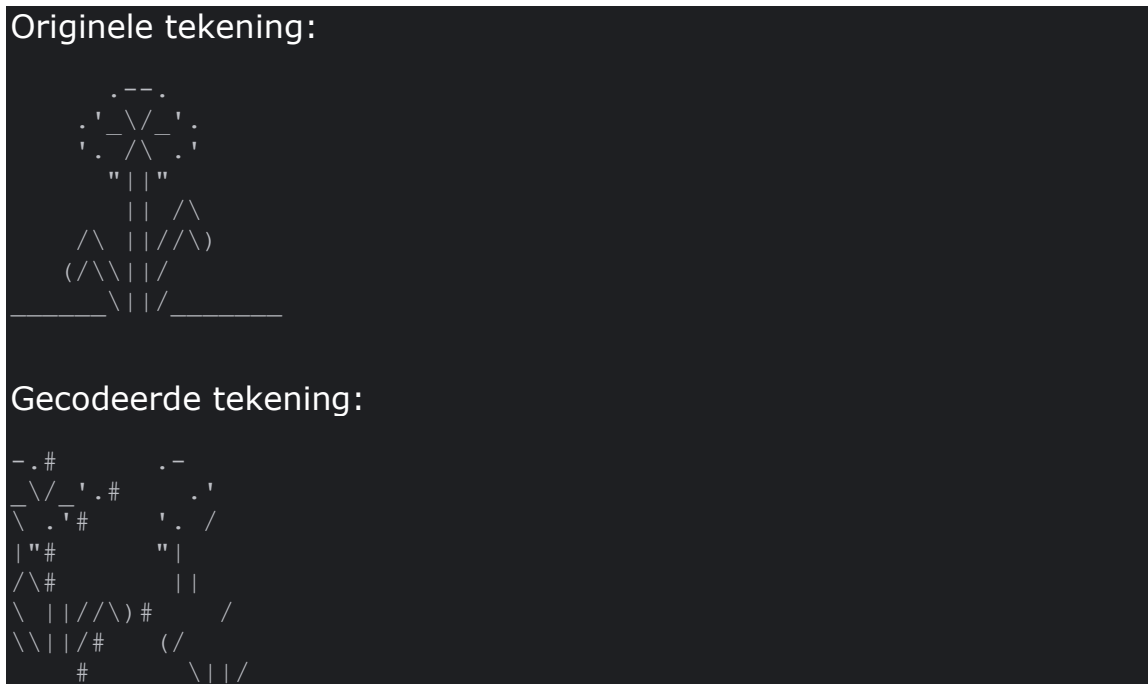 Originele tekening:
      .--.
    .'_\/_'.
    '. /\ .'
      "||"
       || /\
    /\ ||//\)
   (/\\||/
______\||/_______
Gecodeerde tekening:
-.#      .-
_\/_'.#    .'
\ .'#    '. /
|"#      "|
/\#       ||
\ ||//\)#    /
\\||/#   (/
    #      \||/